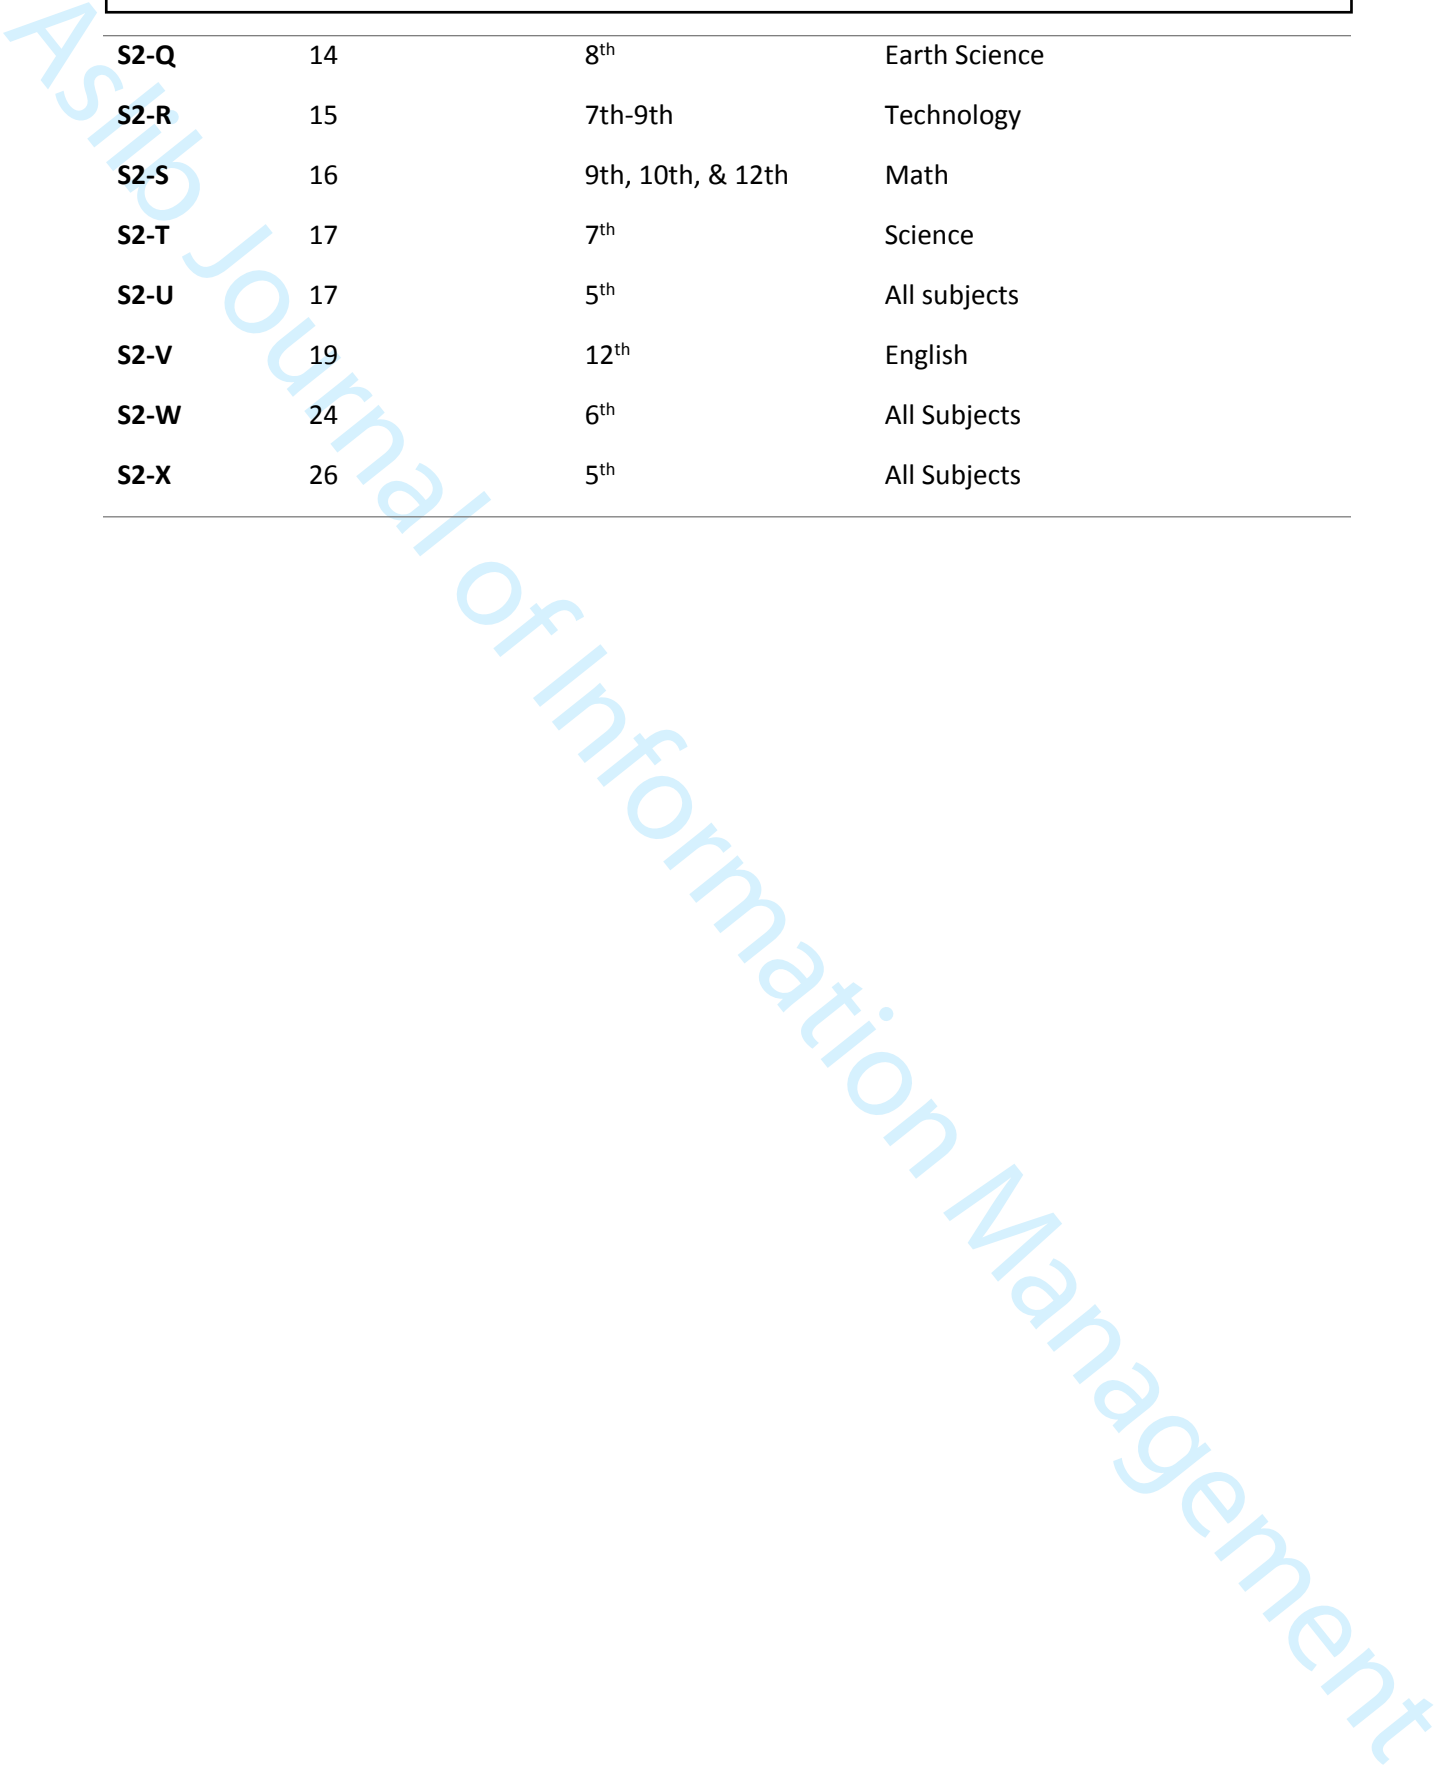 S2-Q 14 8th Earth Science
S2-R 15 7th-9th Technology
S2-S 16 9th, 10th, & 12th Math
S2-T 17 7th Science
S2-U 17 5th All subjects
S2-V 19 12th English
S2-W 24 6th All Subjects
S2-X 26 5th All Subjects
Aslib Journal of Information Management